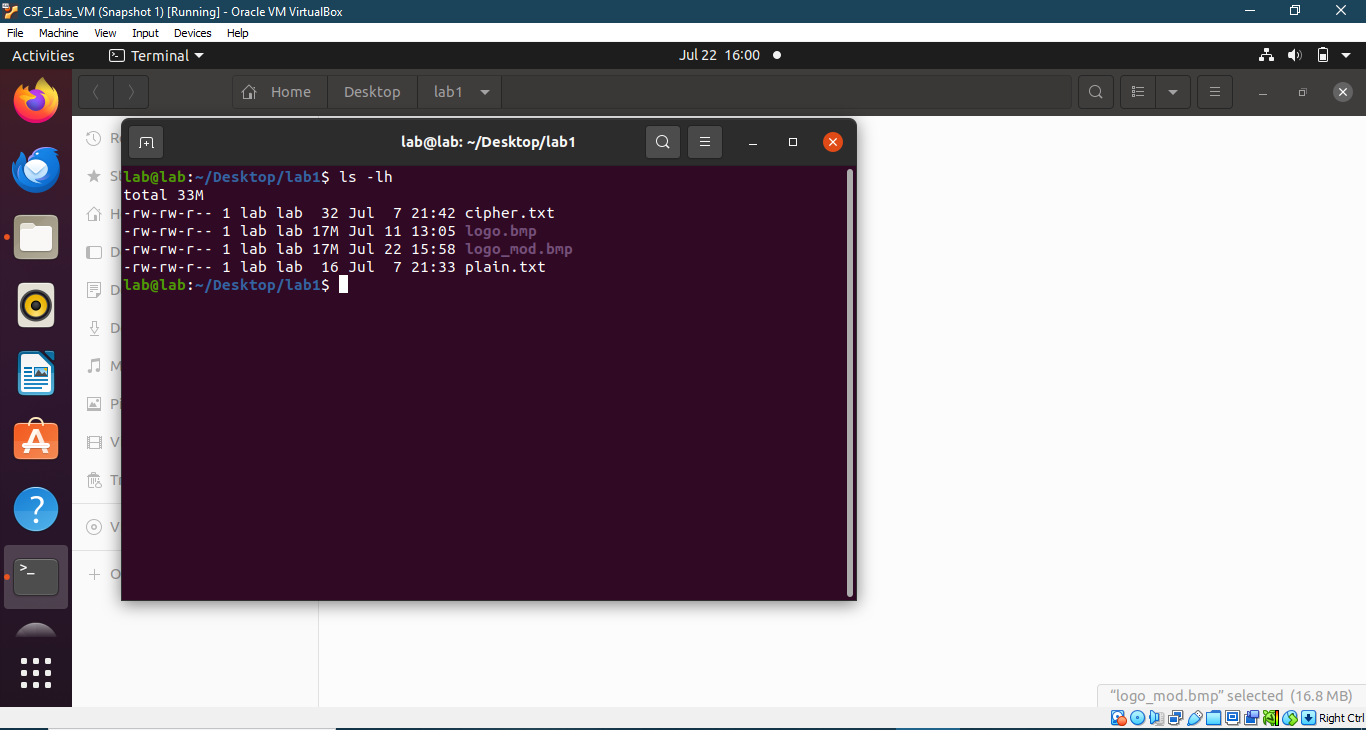 CSF_Labs_VM (Snapshot 1) [Running] - Oracle VM VirtualBox
File Machine View Input Devices Help
Activities Terminal Jul 22 16:00
Home Desktop lab1
lab@lab: ~/Desktop/lab1
lab@lab:~/Desktop/lab1$ ls -lh
total 33M
-rw-rw-r-- 1 lab lab  32 Jul  7 21:42 cipher.txt
-rw-rw-r-- 1 lab lab 17M Jul 11 13:05 logo.bmp
-rw-rw-r-- 1 lab lab 17M Jul 22 15:58 logo_mod.bmp
-rw-rw-r-- 1 lab lab  16 Jul  7 21:33 plain.txt
lab@lab:~/Desktop/lab1$
“logo_mod.bmp” selected (16.8 MB)
Right Ctrl